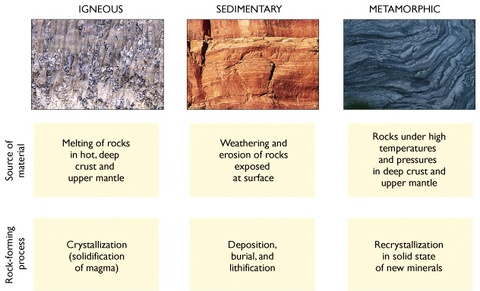 IGNEOUS
SEDIMENTARY
METAMORPHIC
Source of
material
Melting of rocks
in hot, deep
crust and
upper mantle
Weathering and
erosion of rocks
exposed
at surface
Rocks under high
temperatures
and pressures
in deep crust and
upper mantle
Rock-forming
process
Crystallization
(solidification
of magma)
Deposition,
burial, and
lithification
Recrystallization
in solid state
of new minerals